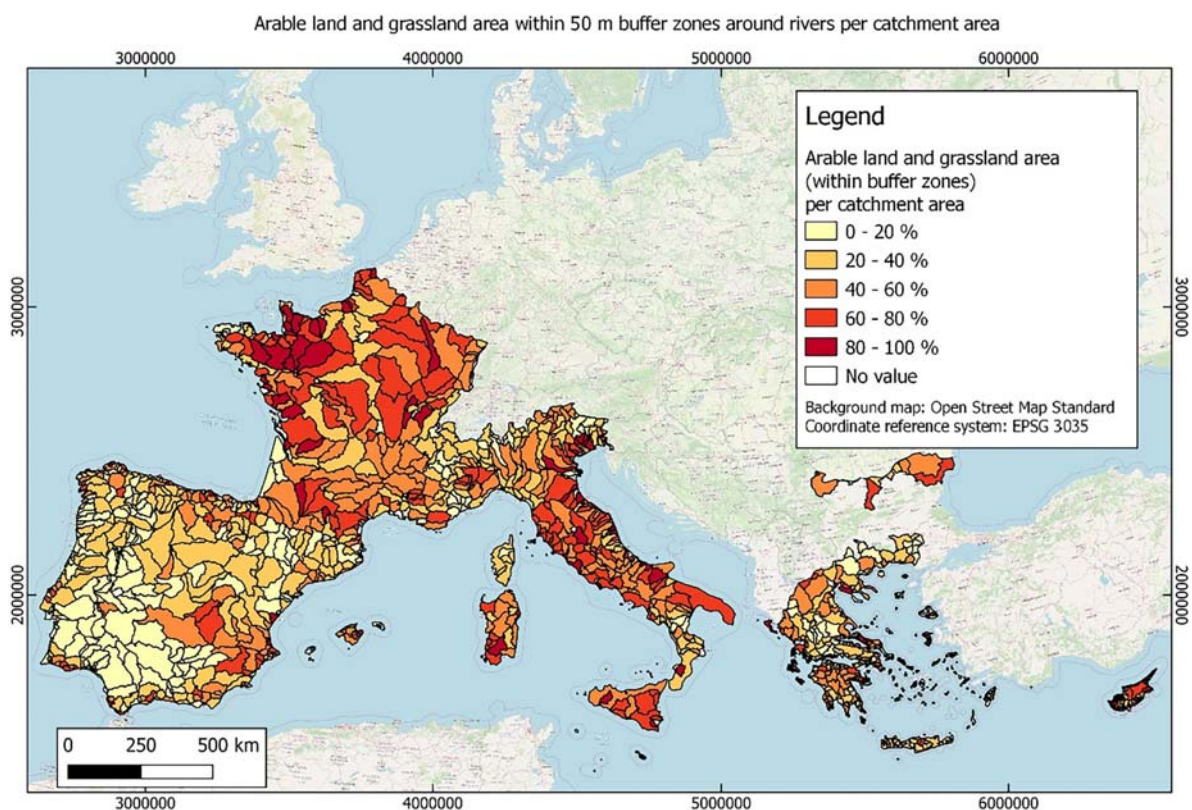 Arable land and grassland area within 50 m buffer zones around rivers per catchment area
3000000 4000000 5000000 6000000
Legend
Arable land and grassland area
(within buffer zones)
per catchment area
0 - 20 %
20 - 40 %
40 - 60 %
60 - 80 %
80 - 100 %
No value
Background map: Open Street Map Standard
Coordinate reference system: EPSG 3035
3000000
3000000
2000000
2000000
0 250 500 km
3000000 4000000 5000000 6000000